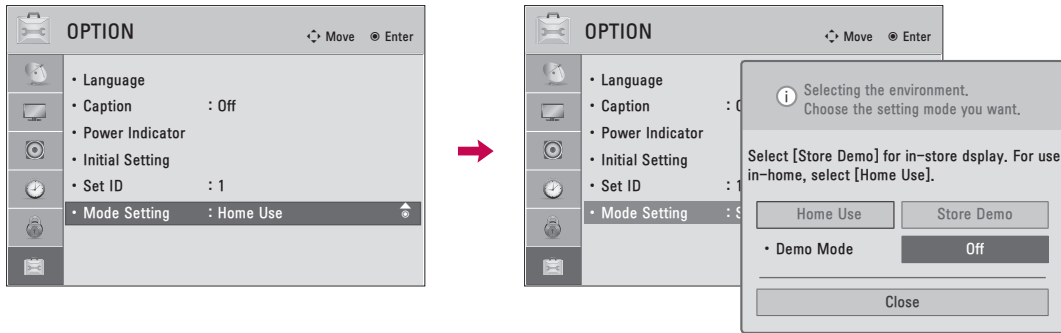 OPTION
Move Enter
• Language
• Caption : Off
• Power Indicator
• Initial Setting
• Set ID : 1
• Mode Setting : Home Use
OPTION
Move Enter
• Language
• Caption :
• Power Indicator
• Initial Setting
• Set ID : 1
• Mode Setting : S
i
Selecting the environment.
Choose the setting mode you want.
Select [Store Demo] for in-store dsplay. For use
in-home, select [Home Use].
Home Use Store Demo
• Demo Mode Off
Close